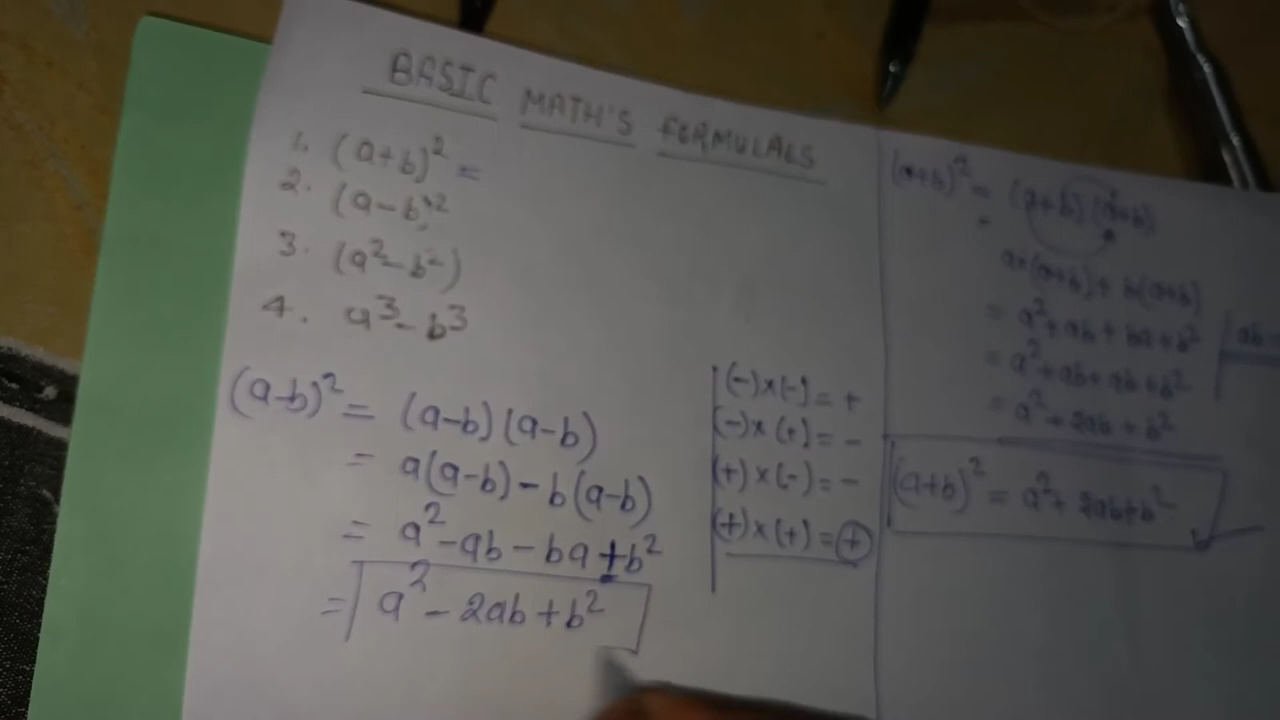 BASIC MATH'S FORMULAES
1. (a+b)² =
2. (a-b)²
3. (a²-b²)
4. a³-b³
(a-b)² = (a-b)(a-b)
= a(a-b)-b(a-b)
= a²-ab-ba+b²
= a²-2ab+b²
(-)×(-)=+
(-)×(+)=-
(+)×(-)=-
(+)×(+)=+
(a+b)² = (a+b)(a+b)
=
a(a+b)+b(a+b)
= a²+ab+ba+b²
ab=
= a²+ab+ab+b²
= a²+2ab+b²
(a+b)² = a²+2ab+b²